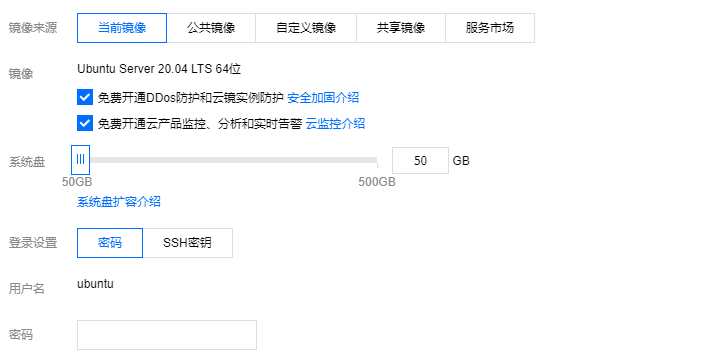 镜像来源 当前镜像 公共镜像 自定义镜像 共享镜像 服务市场
镜像 Ubuntu Server 20.04 LTS 64位
免费开通DDos防护和云镜实例防护 安全加固介绍
免费开通云产品监控、分析和实时告警 云监控介绍
系统盘 50 GB
50GB 500GB
系统盘扩容介绍
登录设置 密码 SSH密钥
用户名 ubuntu
密码